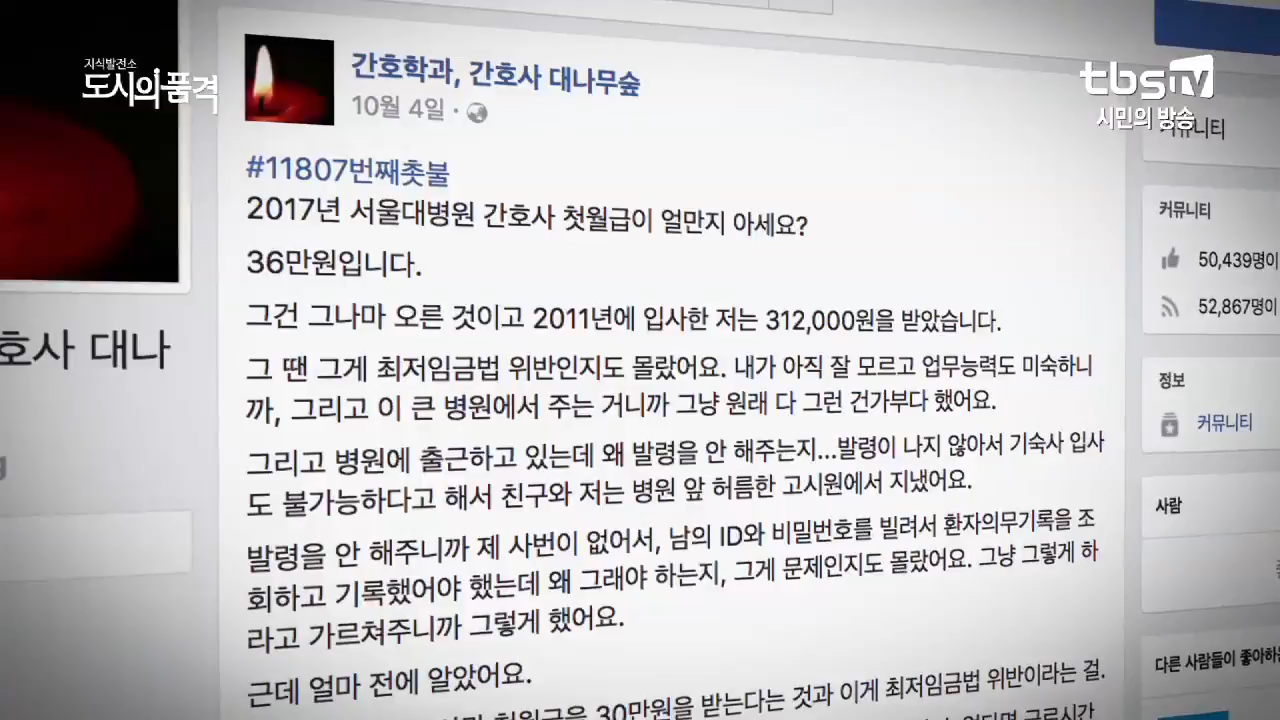 지식발전소
도시의 품격
tbsTV
시민의 방송
간호학과, 간호사 대나무숲
10월 4일 ·
#11807번째촛불
2017년 서울대병원 간호사 첫월급이 얼만지 아세요?
36만원입니다.
그건 그나마 오른 것이고 2011년에 입사한 저는 312,000원을 받았습니다.
그 땐 그게 최저임금법 위반인지도 몰랐어요. 내가 아직 잘 모르고 업무능력도 미숙하니
까, 그리고 이 큰 병원에서 주는 거니까 그냥 원래 다 그런 건가부다 했어요.
그리고 병원에 출근하고 있는데 왜 발령을 안 해주는지...발령이 나지 않아서 기숙사 입사
도 불가능하다고 해서 친구와 저는 병원 앞 허름한 고시원에서 지냈어요.
발령을 안 해주니까 제 사번이 없어서, 남의 ID와 비밀번호를 빌려서 환자의무기록을 조
회하고 기록했어야 했는데 왜 그래야 하는지, 그게 문제인지도 몰랐어요. 그냥 그렇게 하
라고 가르쳐주니까 그렇게 했어요.
근데 얼마 전에 알았어요.
첫월급을 30만원을 받는다는 것과 이게 최저임금법 위반이라는 걸.
근로시간
호사 대나
커뮤니티
커뮤니티
50,439명이
52,867명이
정보
커뮤니티
사람
다른 사람들이 좋아하는